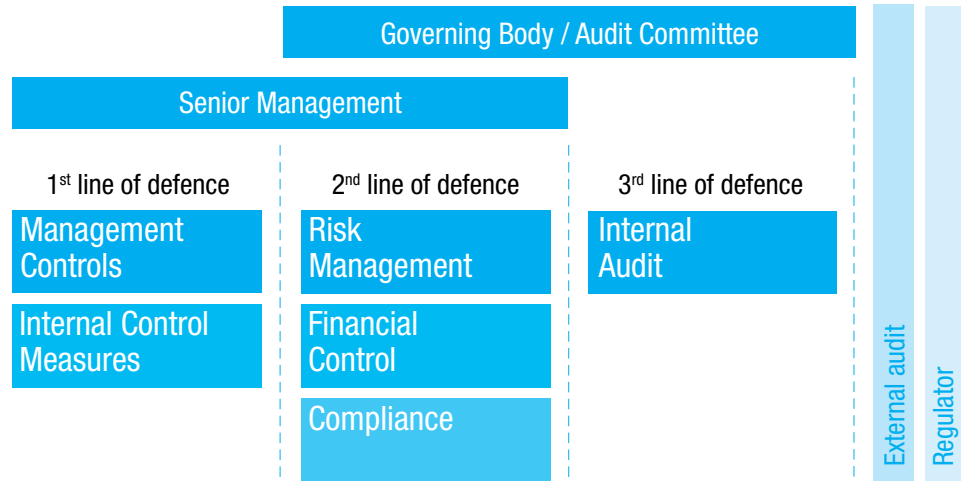 Governing Body / Audit Committee
Senior Management
1st line of defence
Management
Controls
Internal Control
Measures
2nd line of defence
Risk
Management
Financial
Control
Compliance
3rd line of defence
Internal
Audit
External audit
Regulator